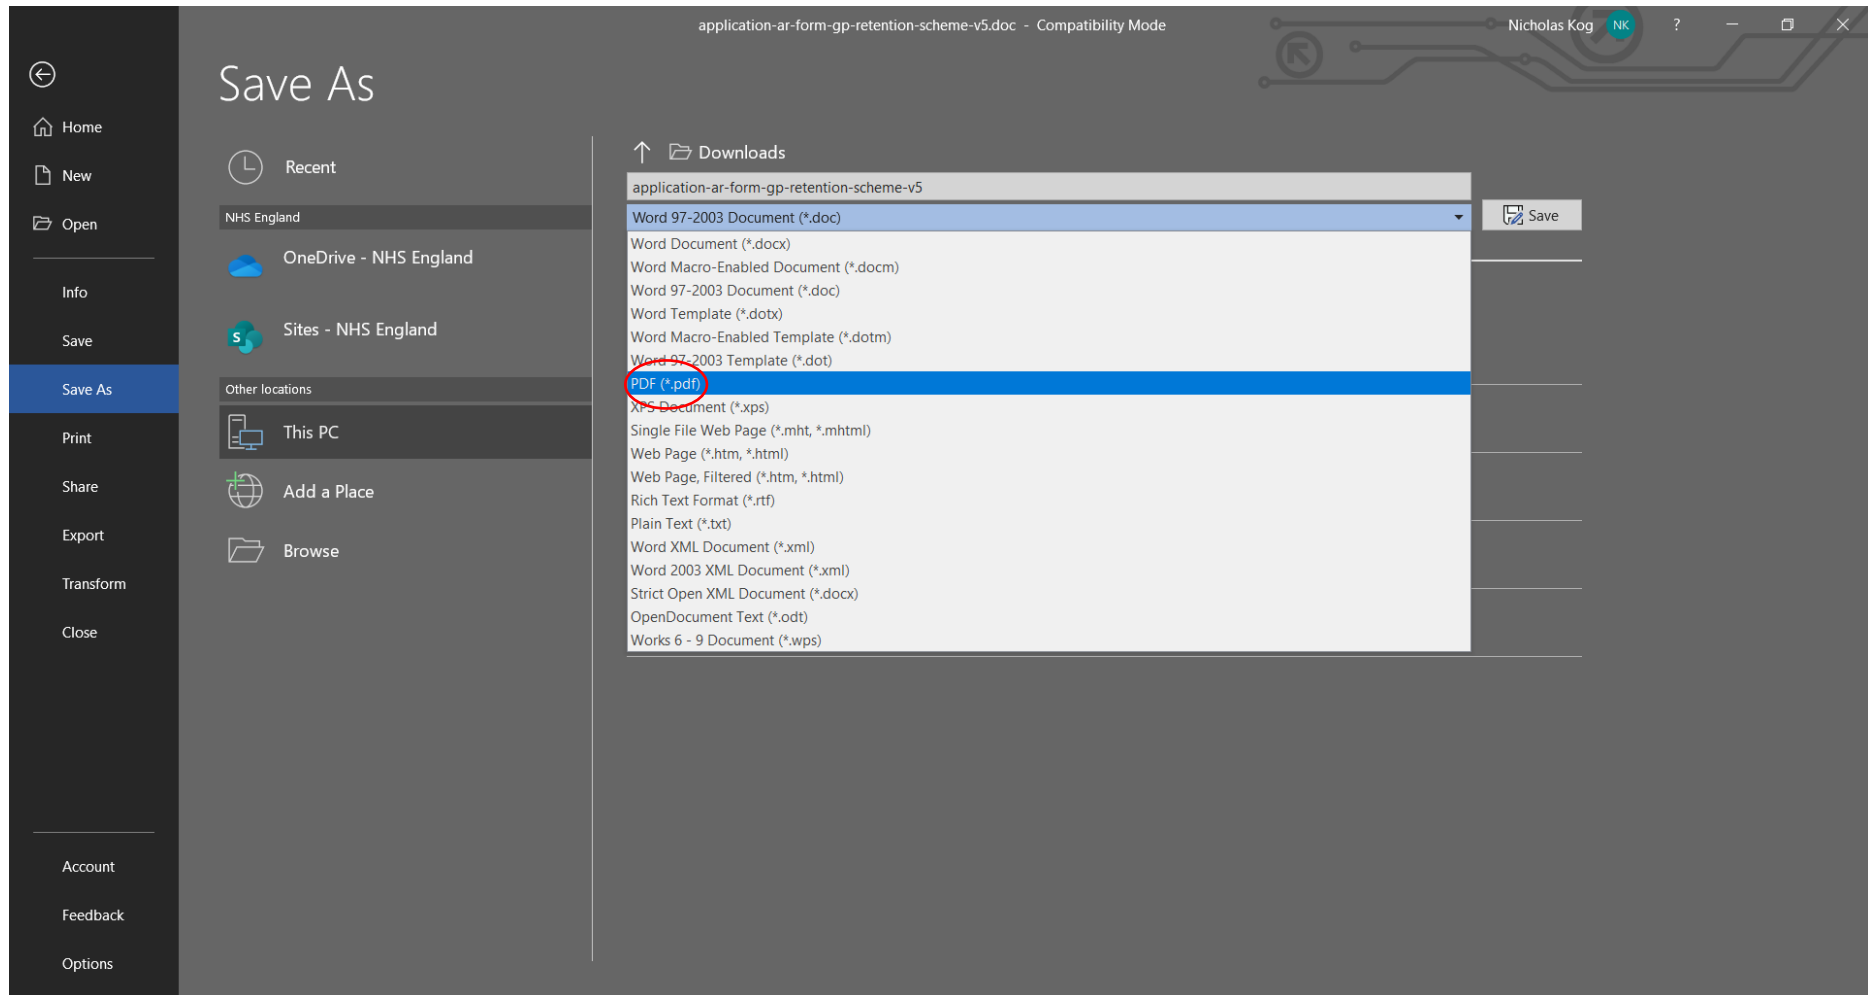 application-ar-form-gp-retention-scheme-v5.doc - Compatibility Mode
Nicholas Kog NK ?
Save As
Home
New
Open
Info
Save
Save As
Print
Share
Export
Transform
Close
Account
Feedback
Options
Recent
NHS England
OneDrive - NHS England
S Sites - NHS England
Other locations
This PC
Add a Place
Browse
Downloads
application-ar-form-gp-retention-scheme-v5
Word 97-2003 Document (*.doc)
Save
Word Document (*.docx)
Word Macro-Enabled Document (*.docm)
Word 97-2003 Document (*.doc)
Word Template (*.dotx)
Word Macro-Enabled Template (*.dotm)
Word 97-2003 Template (*.dot)
PDF (*.pdf)
XPS Document (*.xps)
Single File Web Page (*.mht, *.mhtml)
Web Page (*.htm, *.html)
Web Page, Filtered (*.htm, *.html)
Rich Text Format (*.rtf)
Plain Text (*.txt)
Word XML Document (*.xml)
Word 2003 XML Document (*.xml)
Strict Open XML Document (*.docx)
OpenDocument Text (*.odt)
Works 6 - 9 Document (*.wps)